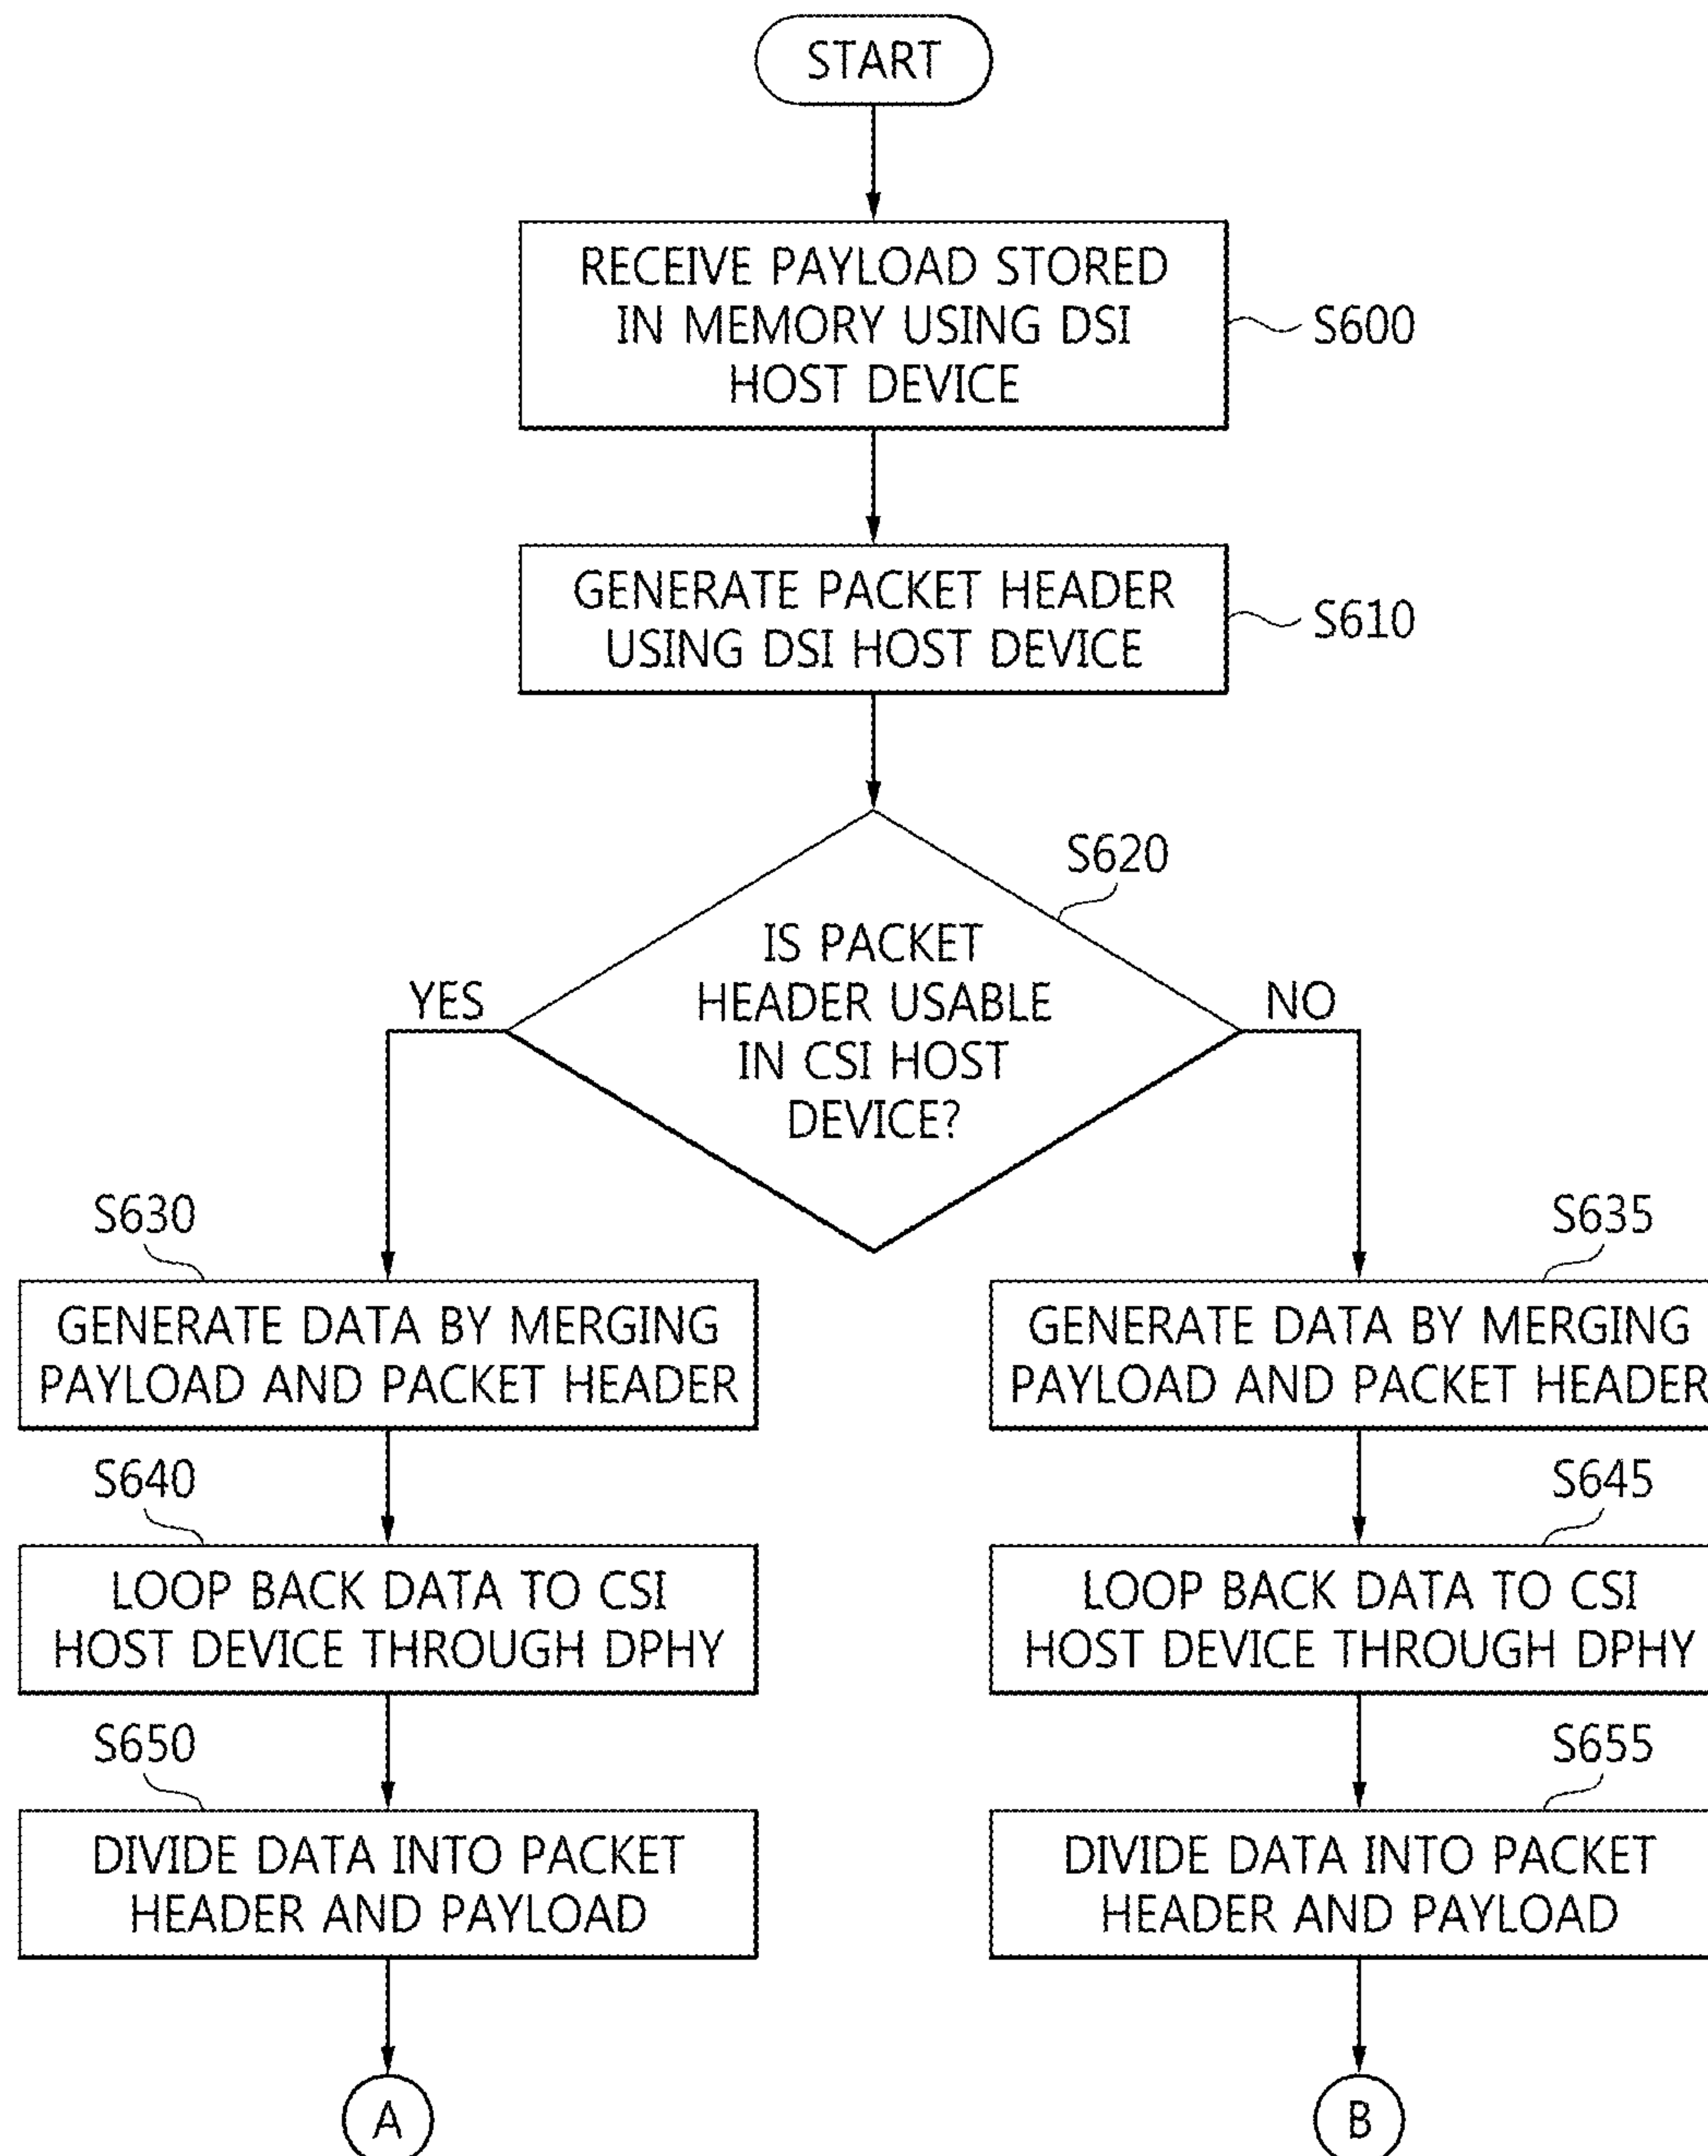 START
RECEIVE PAYLOAD STORED
IN MEMORY USING DSI
HOST DEVICE
S600
GENERATE PACKET HEADER
USING DSI HOST DEVICE
S610
S620
IS PACKET
HEADER USABLE
IN CSI HOST
DEVICE?
YES
NO
S630
GENERATE DATA BY MERGING
PAYLOAD AND PACKET HEADER
S640
LOOP BACK DATA TO CSI
HOST DEVICE THROUGH DPHY
S650
DIVIDE DATA INTO PACKET
HEADER AND PAYLOAD
A
S635
GENERATE DATA BY MERGING
PAYLOAD AND PACKET HEADER
S645
LOOP BACK DATA TO CSI
HOST DEVICE THROUGH DPHY
S655
DIVIDE DATA INTO PACKET
HEADER AND PAYLOAD
B